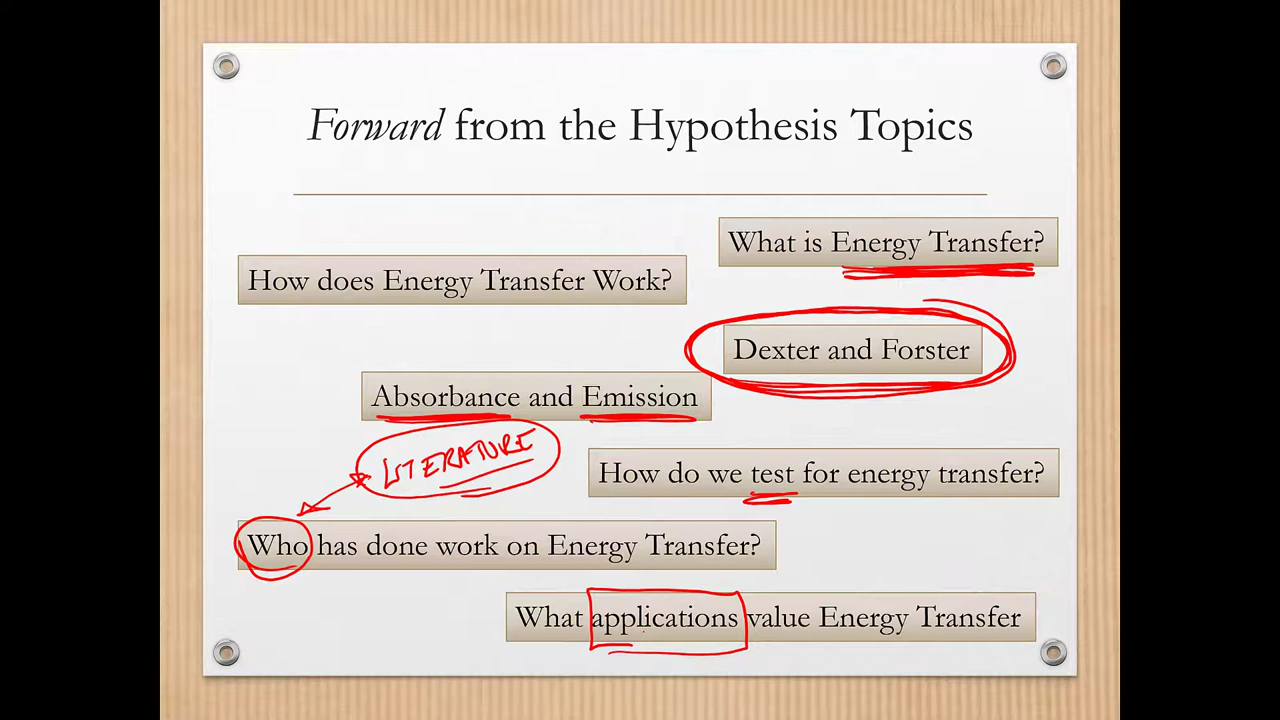 Forward from the Hypothesis Topics
What is Energy Transfer?
How does Energy Transfer Work?
Dexter and Forster
Absorbance and Emission
LITERATURE
How do we test for energy transfer?
Who has done work on Energy Transfer?
What applications value Energy Transfer